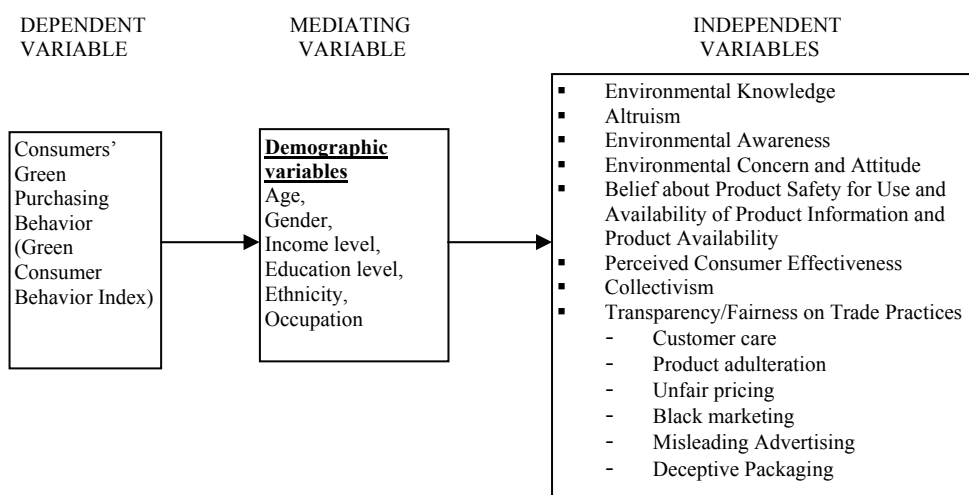 DEPENDENT
VARIABLE
MEDIATING
VARIABLE
INDEPENDENT
VARIABLES
Consumers’
Green
Purchasing
Behavior
(Green
Consumer
Behavior Index)
Demographic
variables
Age,
Gender,
Income level,
Education level,
Ethnicity,
Occupation
▪ Environmental Knowledge
▪ Altruism
▪ Environmental Awareness
▪ Environmental Concern and Attitude
▪ Belief about Product Safety for Use and
Availability of Product Information and
Product Availability
▪ Perceived Consumer Effectiveness
▪ Collectivism
▪ Transparency/Fairness on Trade Practices
- Customer care
- Product adulteration
- Unfair pricing
- Black marketing
- Misleading Advertising
- Deceptive Packaging